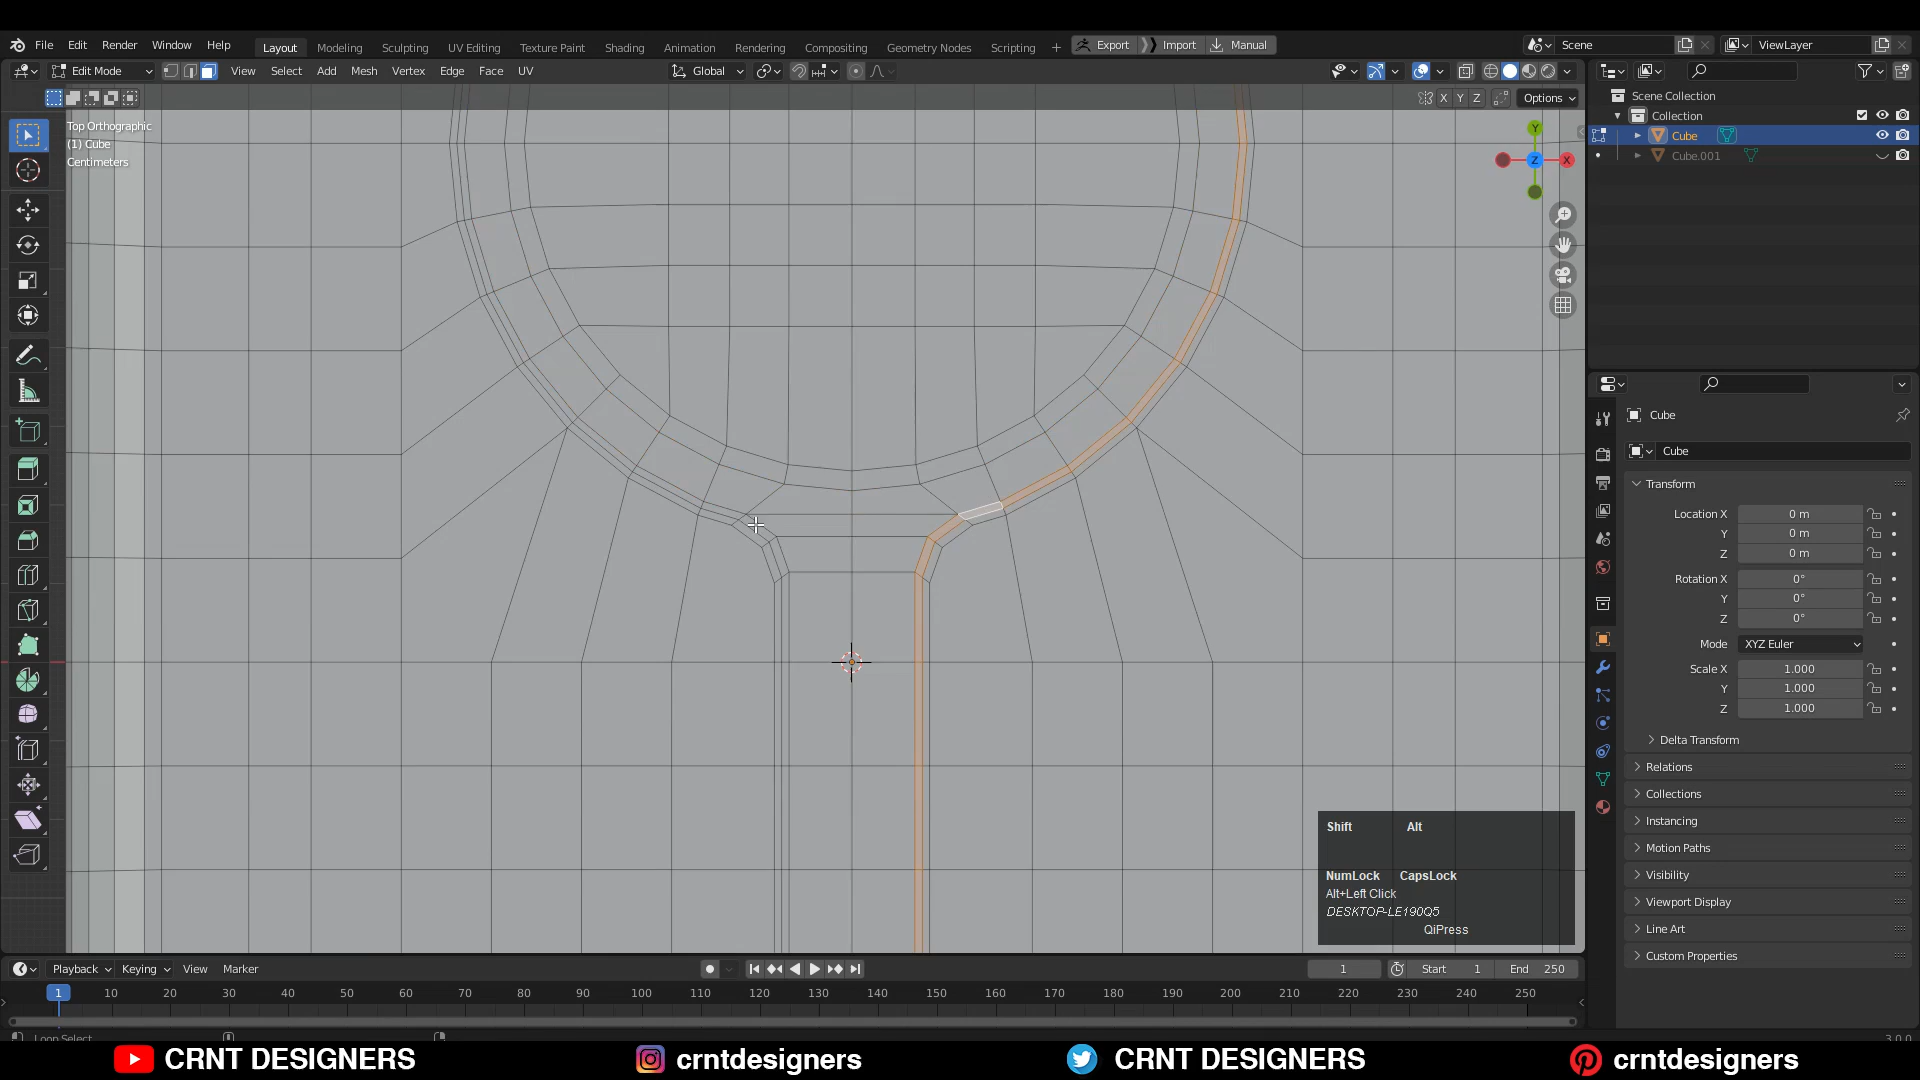 File Edit Render Window Help Layout Modeling Sculpting UV Editing Texture Paint Shading Animation Rendering Compositing Geometry Nodes Scripting + Export Import Manual Scene ViewLayer
Edit Mode View Select Add Mesh Vertex Edge Face UV Global
X Y Z Options
Top Orthographic
(1) Cube
Centimeters
Y
Z X
Scene Collection
Collection
Cube
Cube.001
Cube
Cube
Transform
Location X 0 m
Y 0 m
Z 0 m
Rotation X 0°
Y 0°
Z 0°
Mode XYZ Euler
Scale X 1.000
Y 1.000
Z 1.000
Delta Transform
Relations
Collections
Instancing
Motion Paths
Visibility
Viewport Display
Line Art
Custom Properties
Shift Alt
NumLock CapsLock
Alt+Left Click
DESKTOP-LE190Q5
QiPress
Playback Keying View Marker 1 Start 1 End 250
1 10 20 30 40 50 60 70 80 90 100 110 120 130 140 150 160 170 180 190 200 210 220 230 240 250
Loop Select 3.0.0
CRNT DESIGNERS crntdesigners CRNT DESIGNERS crntdesigners